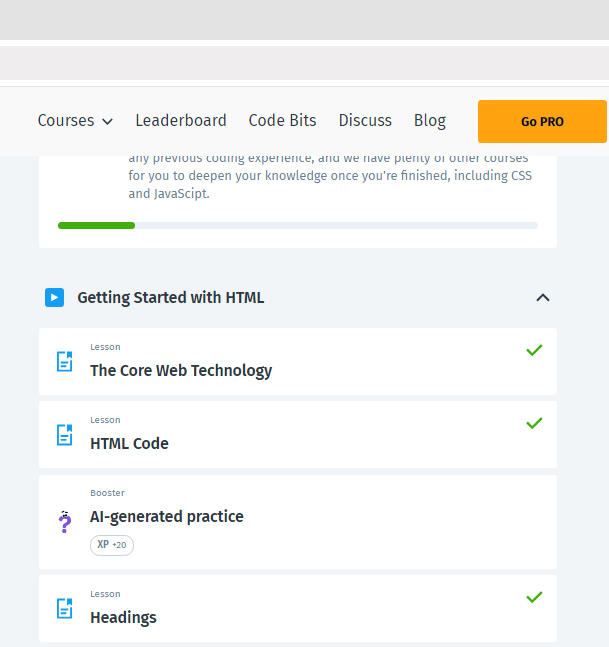 Courses
Leaderboard
Code Bits
Discuss
Blog
Go PRO
any previous coding experience, and we have plenty of other courses
for you to deepen your knowledge once you're finished, including CSS
and JavaScipt.
Getting Started with HTML
Lesson
The Core Web Technology
Lesson
HTML Code
Booster
AI-generated practice
XP +20
Lesson
Headings